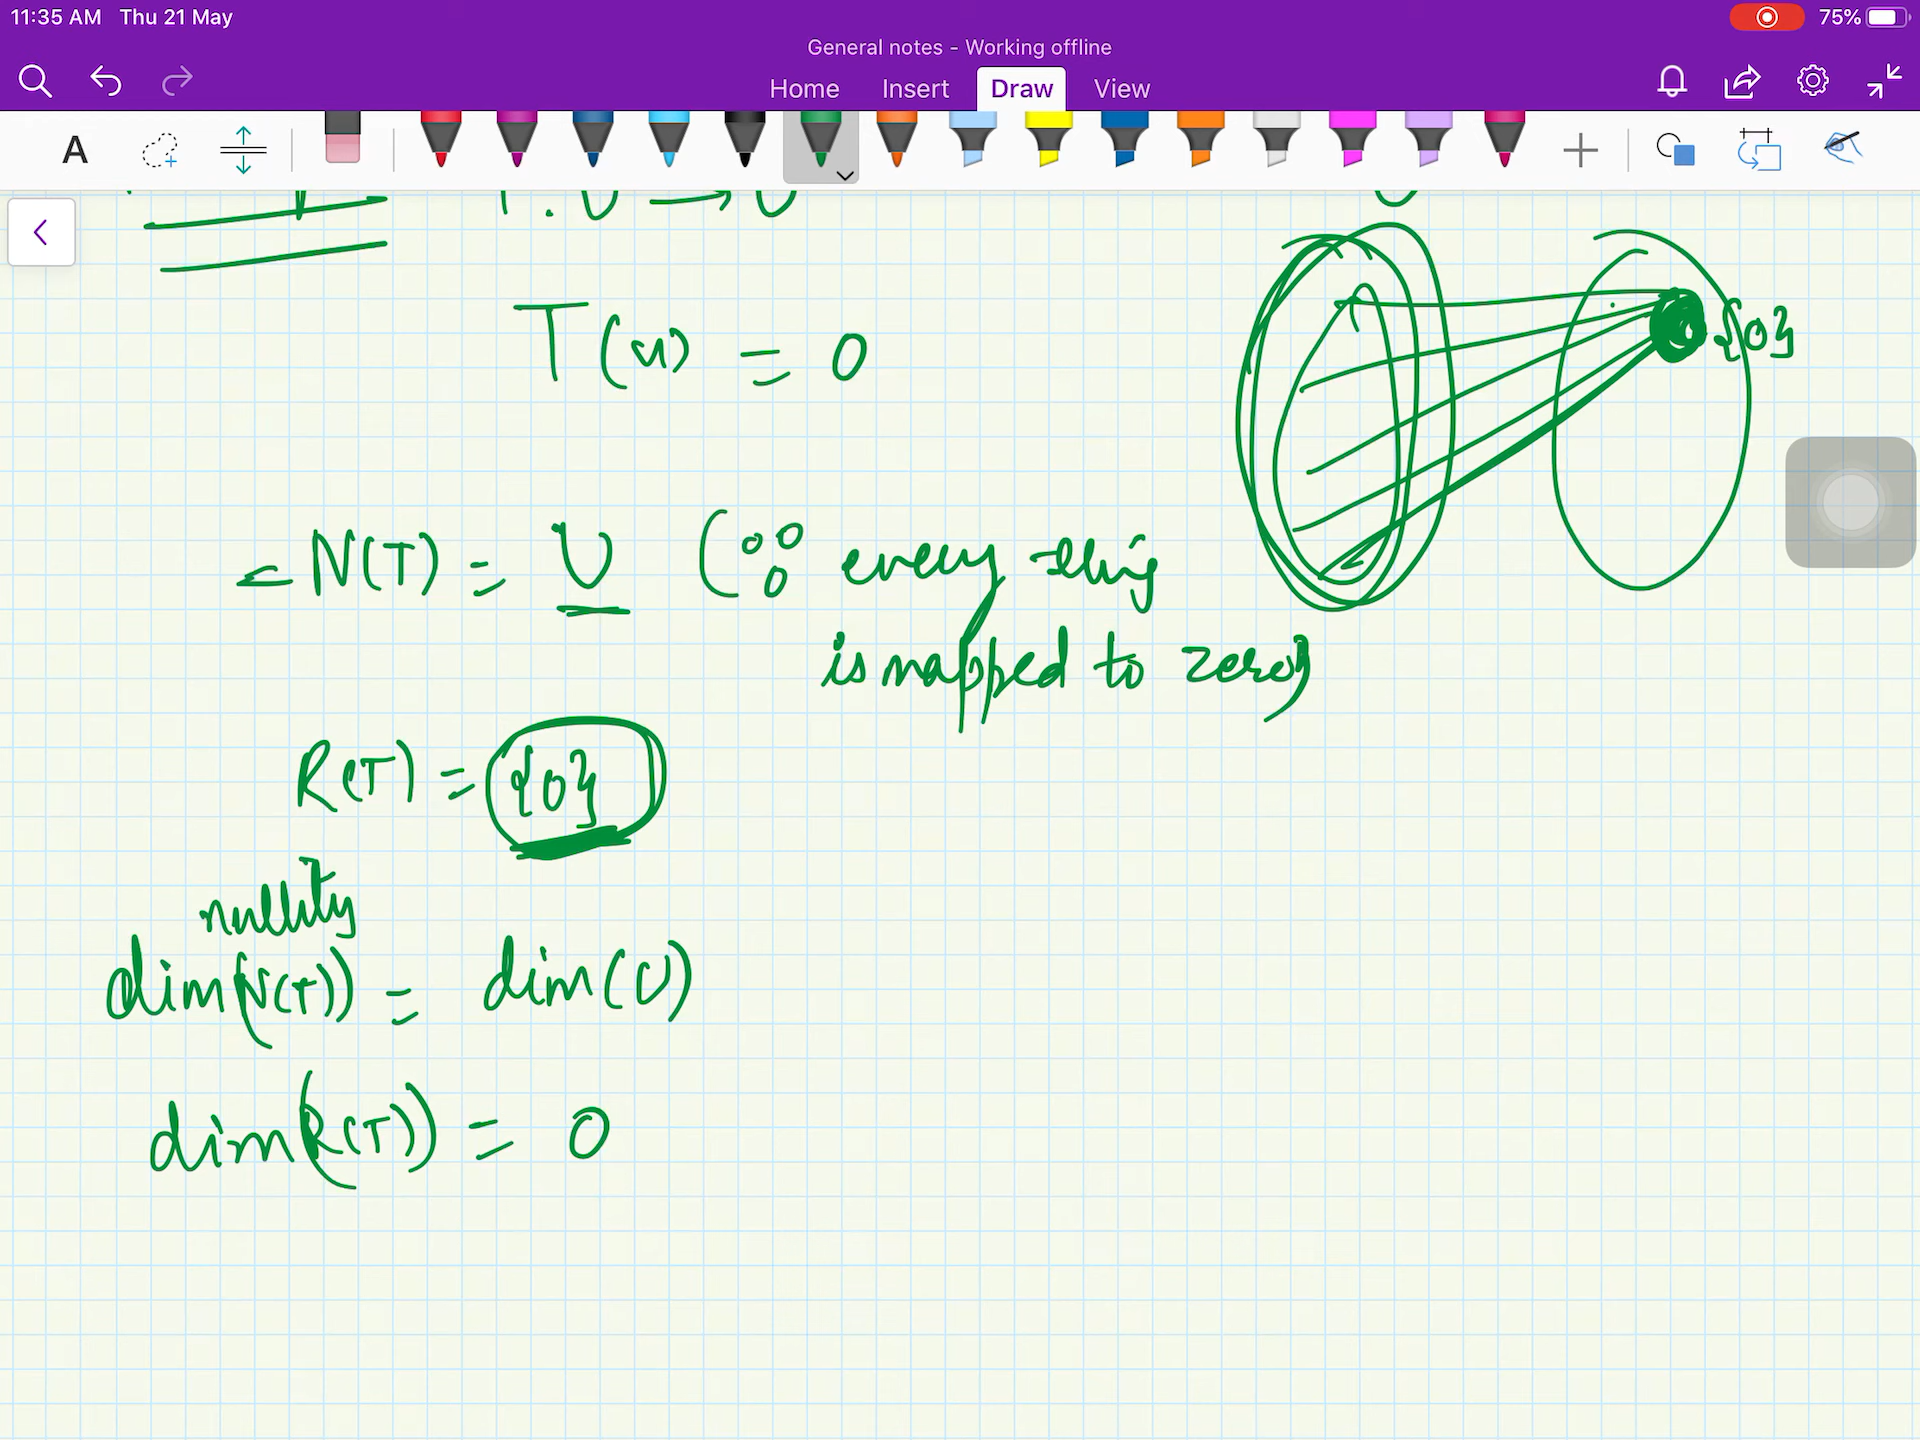 11:35 AM Thu 21 May 75%
General notes - Working offline
Home Insert Draw View
A
T(u) = 0
{0}
N(T) = U (∵ every thing
is mapped to zero)
R(T) = {0}
nullity
dim(N(T)) = dim(U)
dim(R(T)) = 0